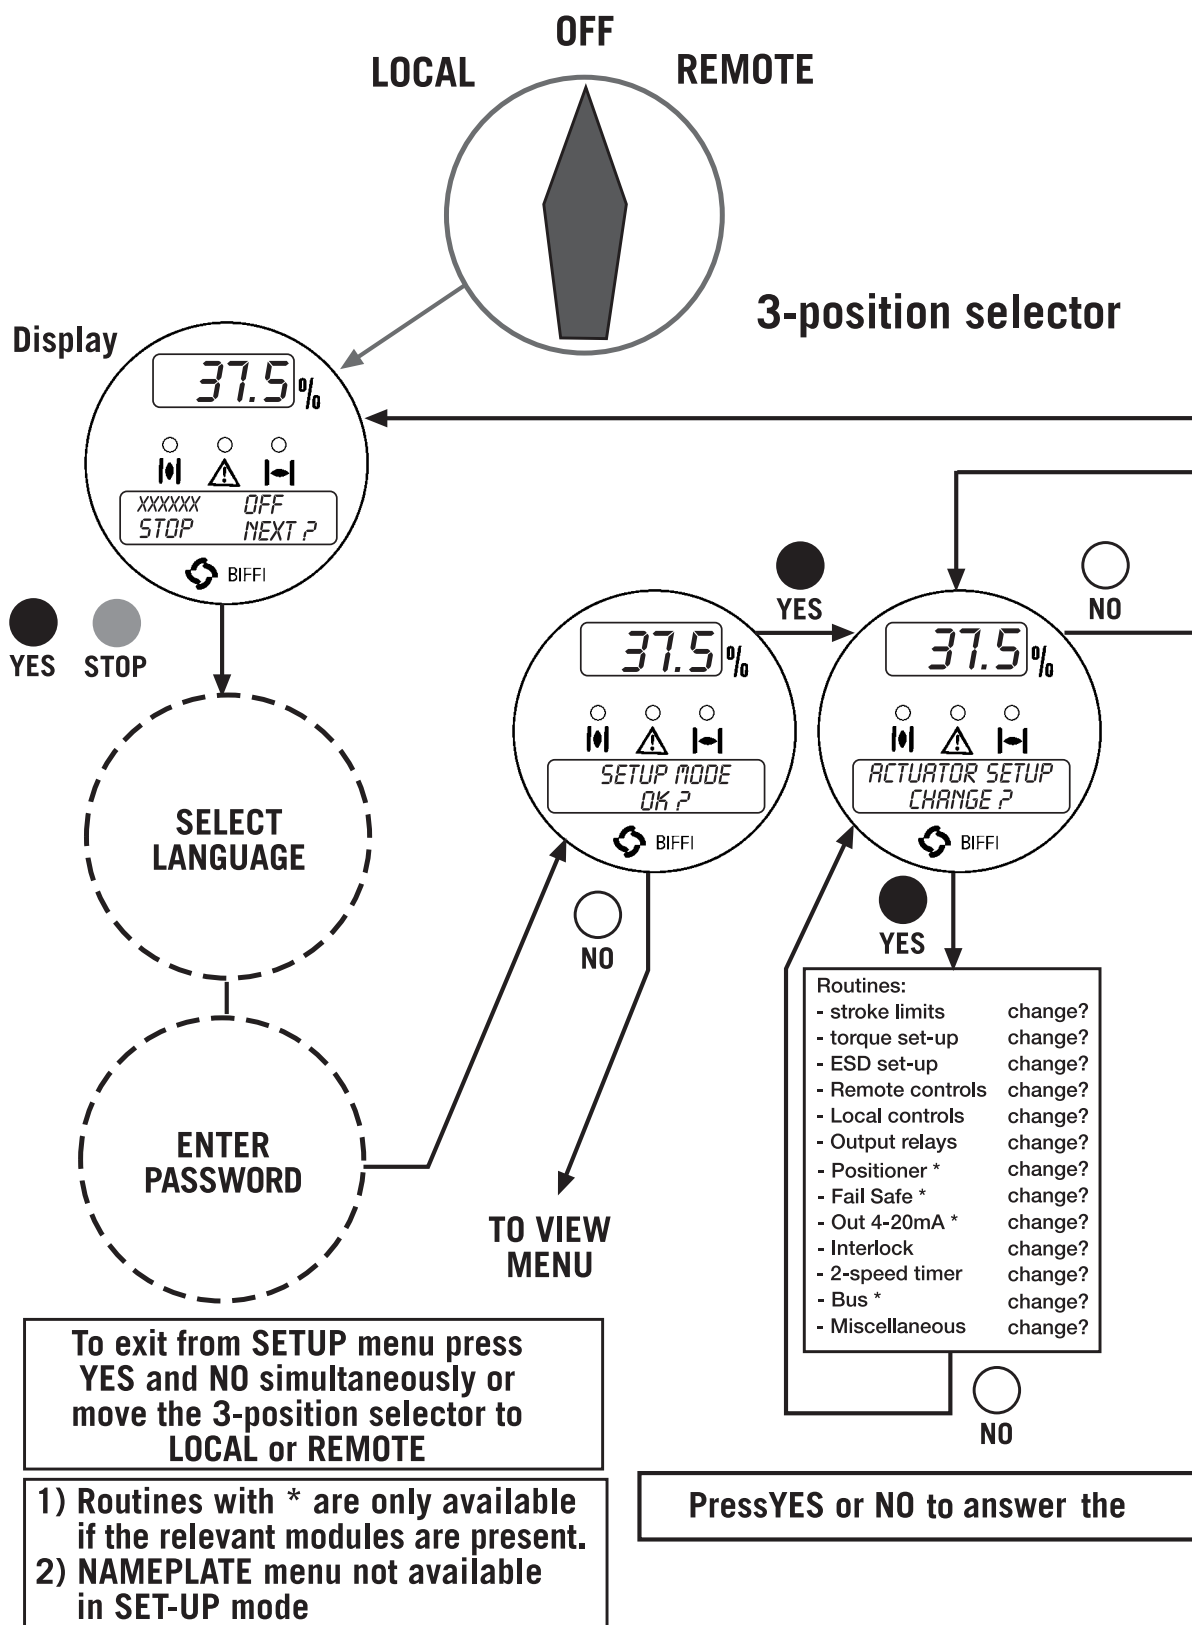 OFF
LOCAL
REMOTE
3-position selector
Display
37.5%
XXXXXX OFF
STOP NEXT ?
BIFFI
YES STOP
SELECT
LANGUAGE
ENTER
PASSWORD
37.5%
SETUP MODE
OK ?
BIFFI
YES
NO
TO VIEW
MENU
37.5%
ACTUATOR SETUP
CHANGE ?
BIFFI
NO
YES
Routines:
- stroke limits change?
- torque set-up change?
- ESD set-up change?
- Remote controls change?
- Local controls change?
- Output relays change?
- Positioner * change?
- Fail Safe * change?
- Out 4-20mA * change?
- Interlock change?
- 2-speed timer change?
- Bus * change?
- Miscellaneous change?
NO
To exit from SETUP menu press
YES and NO simultaneously or
move the 3-position selector to
LOCAL or REMOTE
1) Routines with * are only available
if the relevant modules are present.
2) NAMEPLATE menu not available
in SET-UP mode
PressYES or NO to answer the